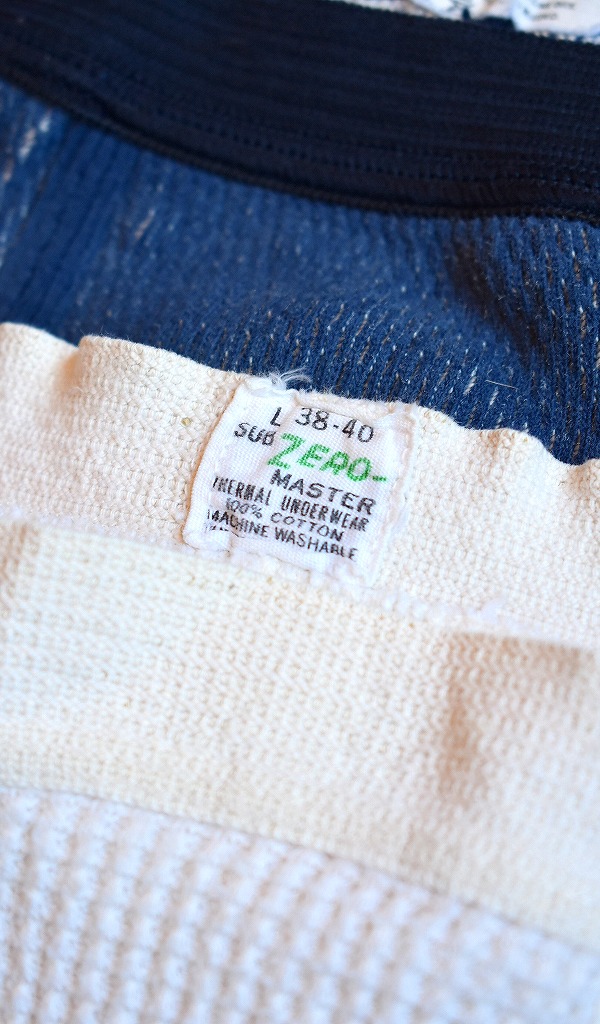 L 38-40
SUB ZERO-
MASTER
THERMAL UNDERWEAR
100% COTTON
MACHINE WASHABLE